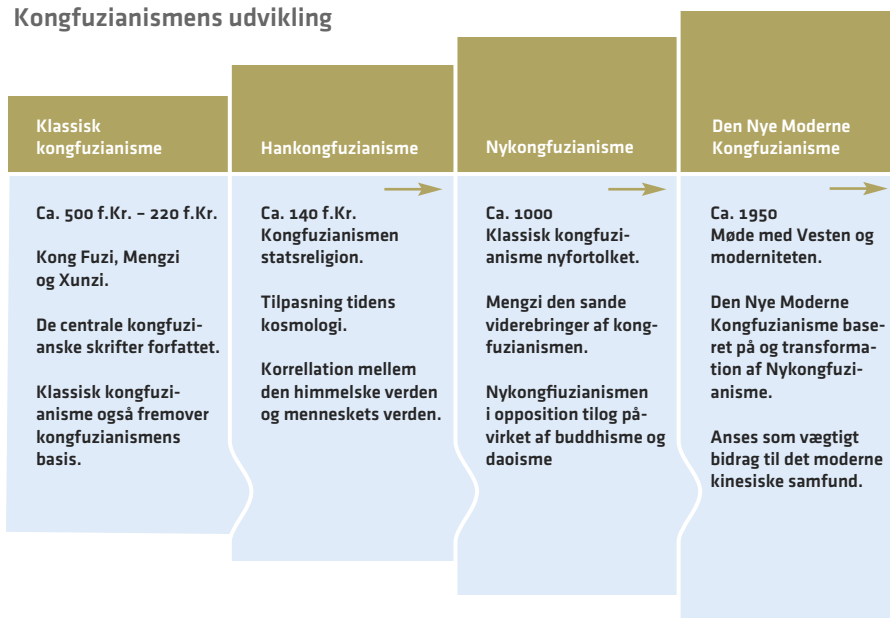 Kongfuzianismens udvikling
Klassisk
kongfuzianisme
Ca. 500 f.Kr. – 220 f.Kr.
Kong Fuzi, Mengzi
og Xunzi.
De centrale kongfuzi-
anske skrifter forfattet.
Klassisk kongfuzi-
anisme også fremover
kongfuzianismens
basis.
Hankongfuzianisme
Ca. 140 f.Kr.
Kongfuzianismen
statsreligion.
Tilpasning tidens
kosmologi.
Korrellation mellem
den himmelske verden
og menneskets verden.
Nykongfuzianisme
Ca. 1000
Klassisk kongfuzi-
anisme nyfortolket.
Mengzi den sande
viderebringer af kong-
fuzianismen.
Nykongfiuzianismen
i opposition tilog på-
virket af buddhisme og
daoisme
Den Nye Moderne
Kongfuzianisme
Ca. 1950
Møde med Vesten og
moderniteten.
Den Nye Moderne
Kongfuzianisme base-
ret på og transforma-
tion af Nykongfuzi-
anisme.
Anses som vægtigt
bidrag til det moderne
kinesiske samfund.